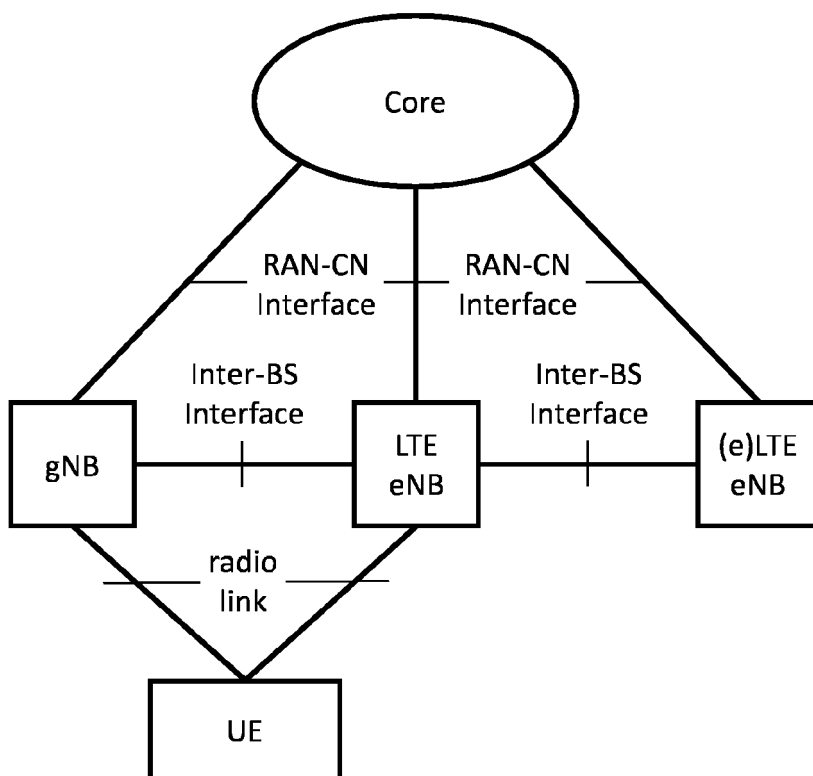 Core
RAN-CN
Interface
RAN-CN
Interface
Inter-BS
Interface
Inter-BS
Interface
gNB
LTE
eNB
(e)LTE
eNB
radio
link
UE